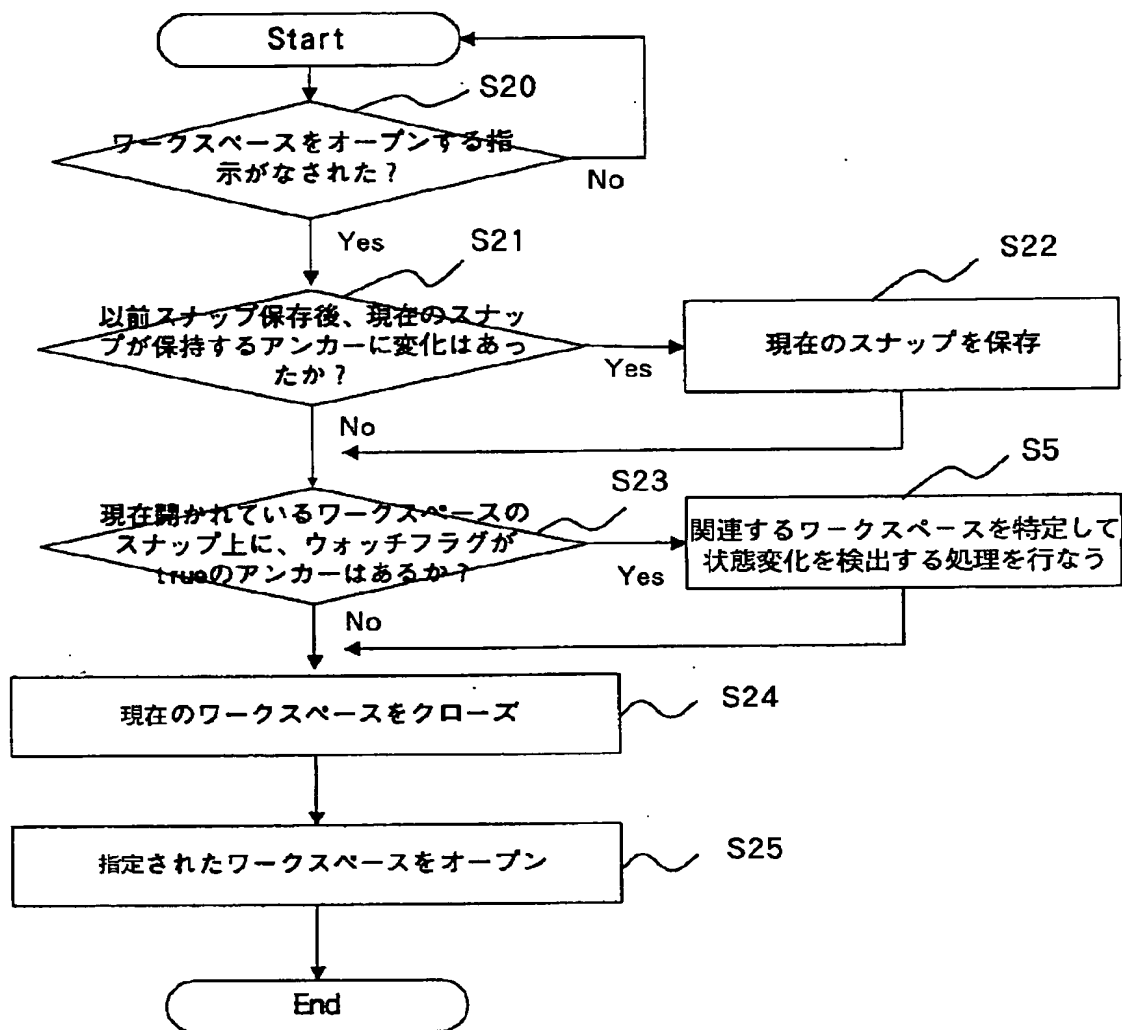 Start
S20
ワークスペースをオープンする指
示がなされた?
No
Yes
S21
以前スナップ保存後、現在のスナッ
プが保持するアンカーに変化はあっ
たか?
Yes
S22
現在のスナップを保存
No
S23
現在開かれているワークスペースの
スナップ上に、ウォッチフラグが
trueのアンカーはあるか?
Yes
S5
関連するワークスペースを特定して
状態変化を検出する処理を行なう
No
現在のワークスペースをクローズ
S24
指定されたワークスペースをオープン
S25
End